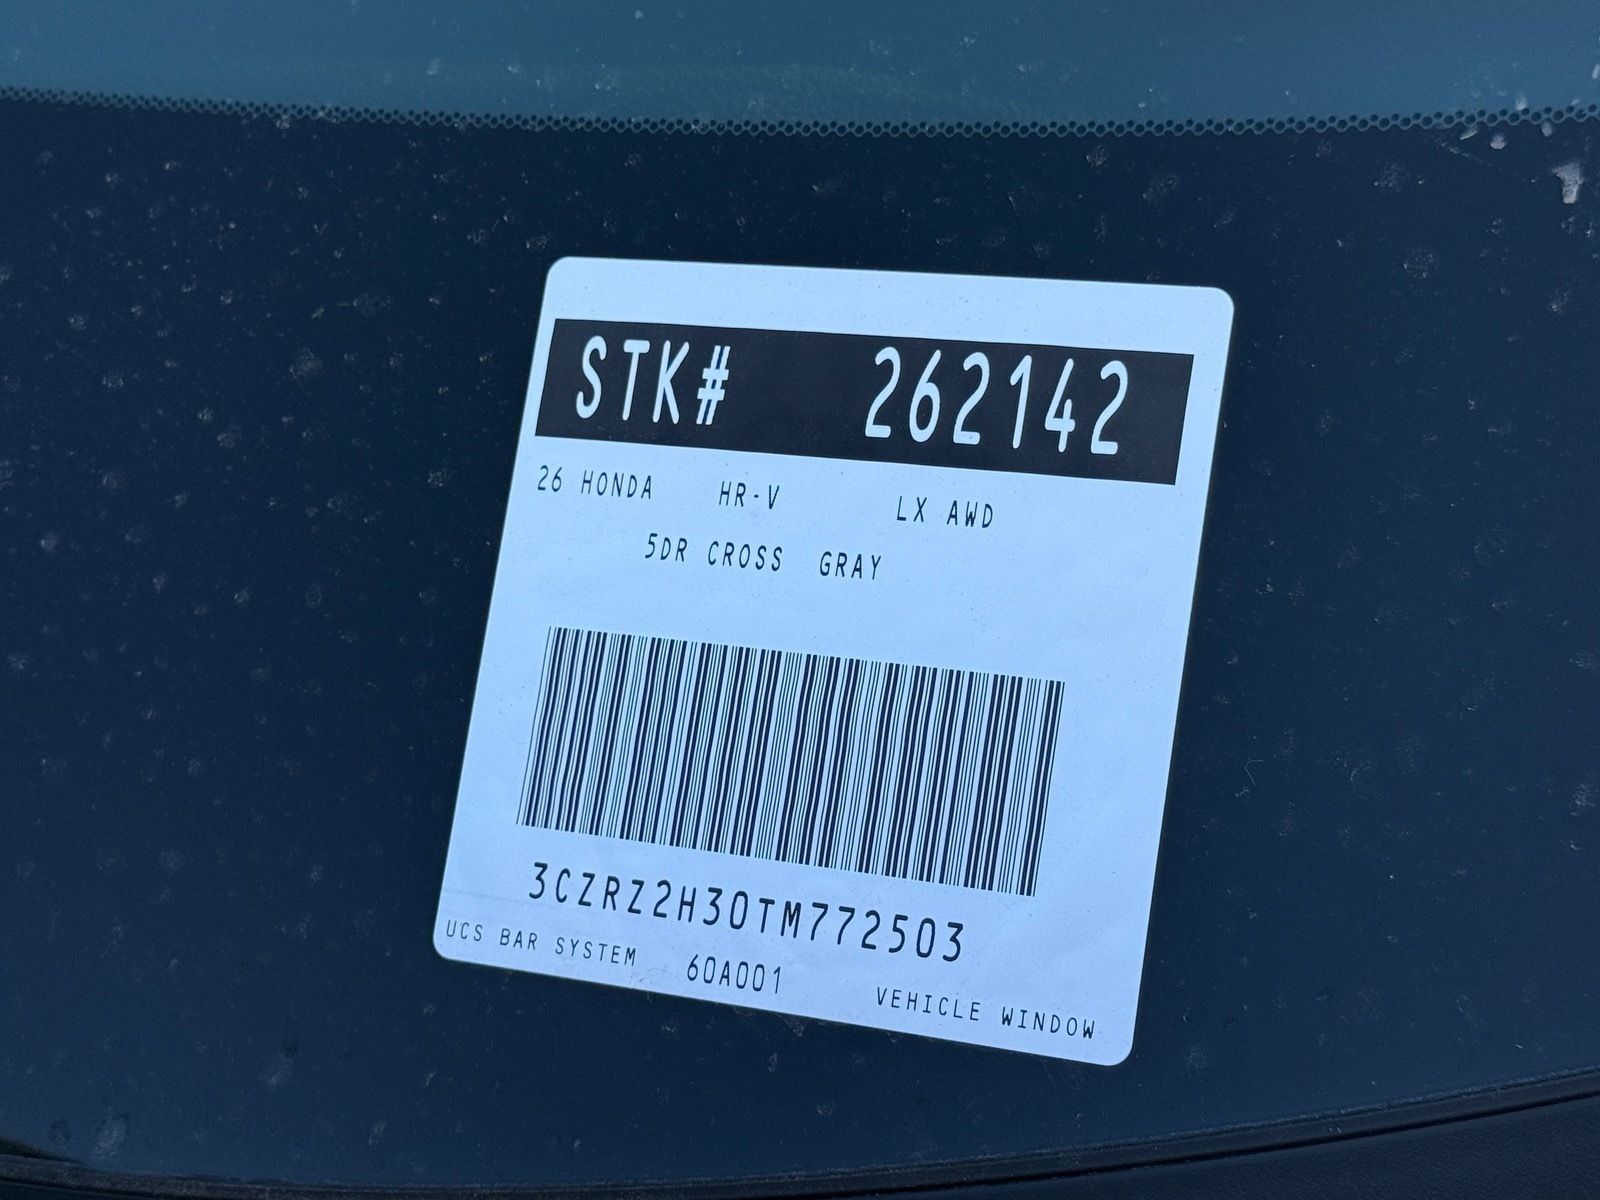 STK# 262142
26 HONDA HR-V LX AWD
5DR CROSS GRAY
3CZRZ2H30TM772503
UCS BAR SYSTEM 60A001 VEHICLE WINDOW